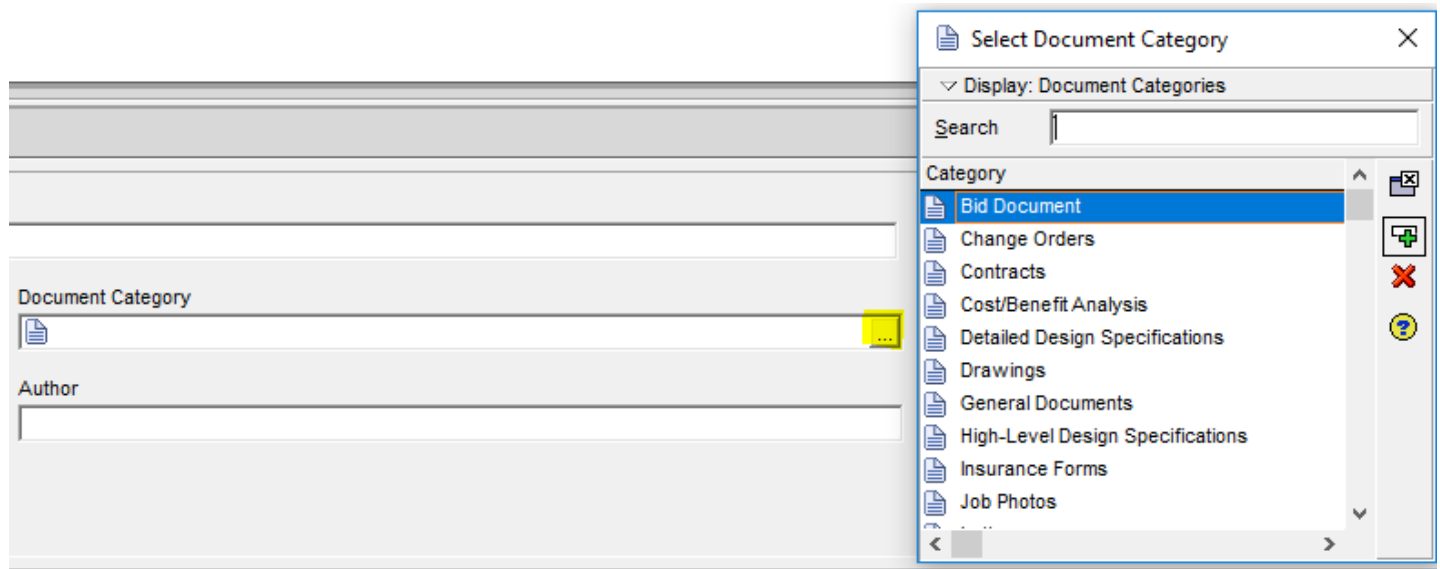 Select Document Category
Display: Document Categories
Search
Category
Bid Document
Change Orders
Contracts
Cost/Benefit Analysis
Detailed Design Specifications
Drawings
General Documents
High-Level Design Specifications
Insurance Forms
Job Photos
Document Category
...
Author